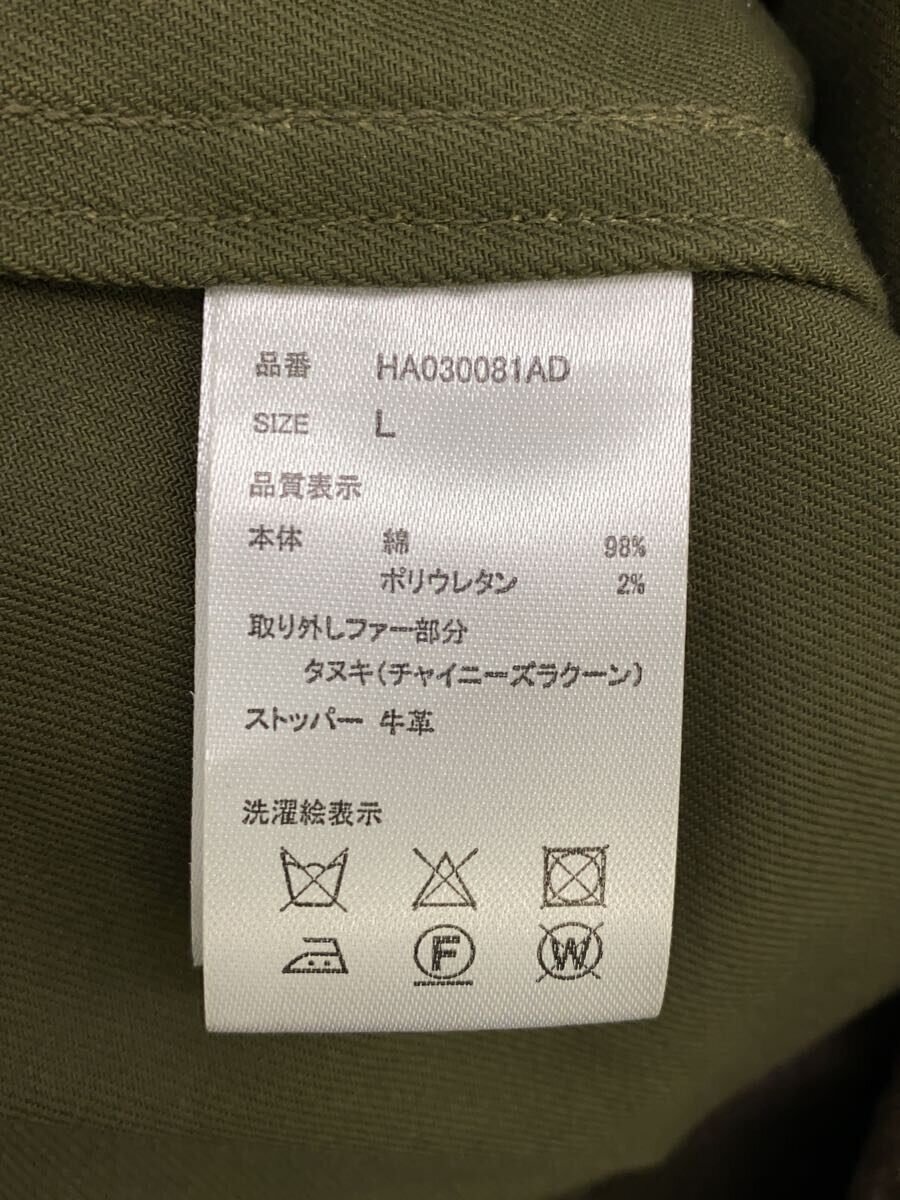 品番 HA030081AD
SIZE L
品質表示
本体 綿 98%
ポリウレタン 2%
取り外しファー部分
タヌキ(チャイニーズラクーン)
ストッパー 牛革
洗濯絵表示
F W